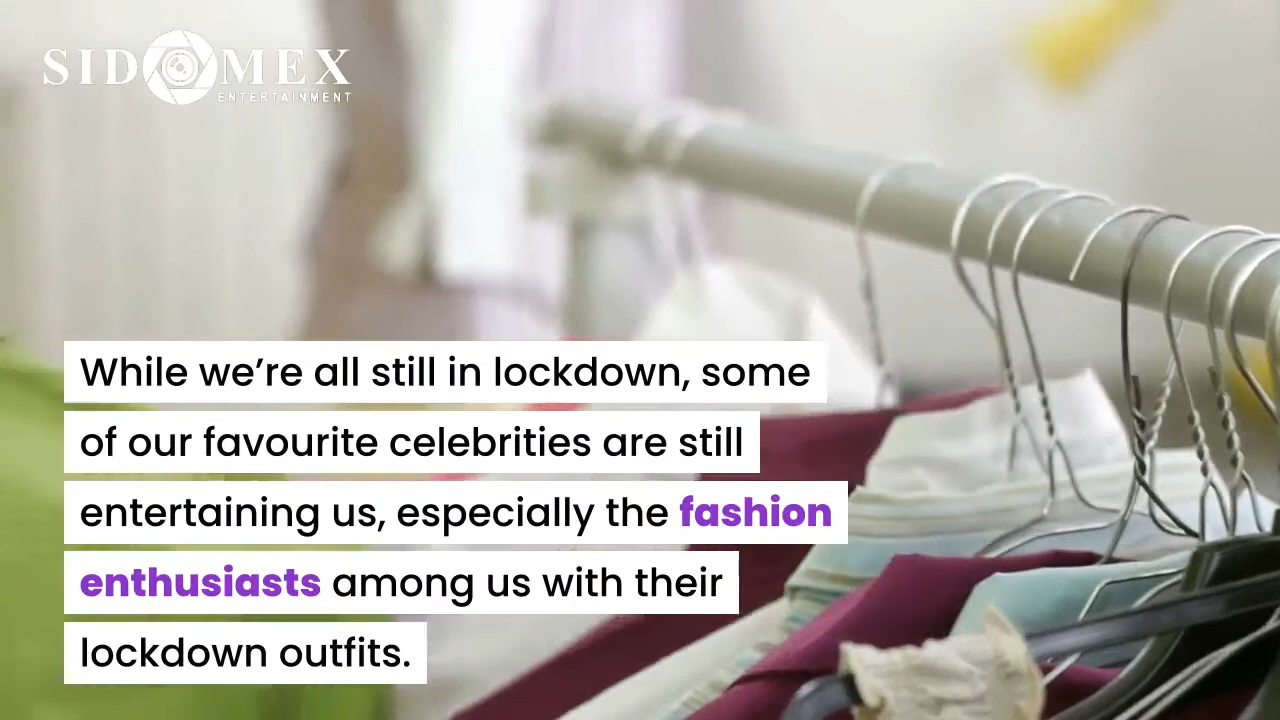 SIDOMEX
ENTERTAINMENT
While we’re all still in lockdown, some
of our favourite celebrities are still
entertaining us, especially the fashion
enthusiasts among us with their
lockdown outfits.